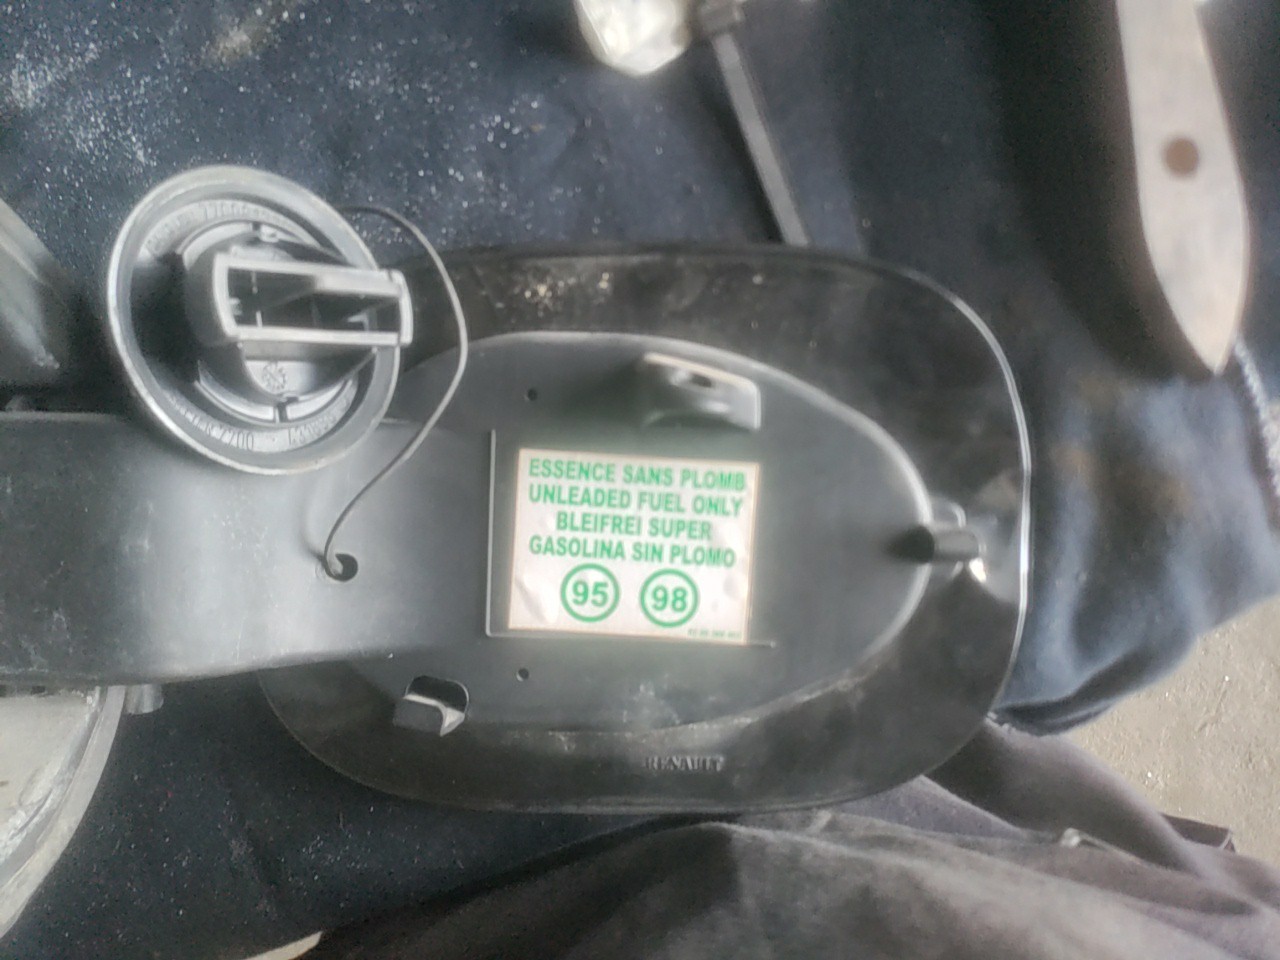 ESSENCE SANS PLOMB
UNLEADED FUEL ONLY
BLEIFREI SUPER
GASOLINA SIN PLOMO
95 98
RENAULT